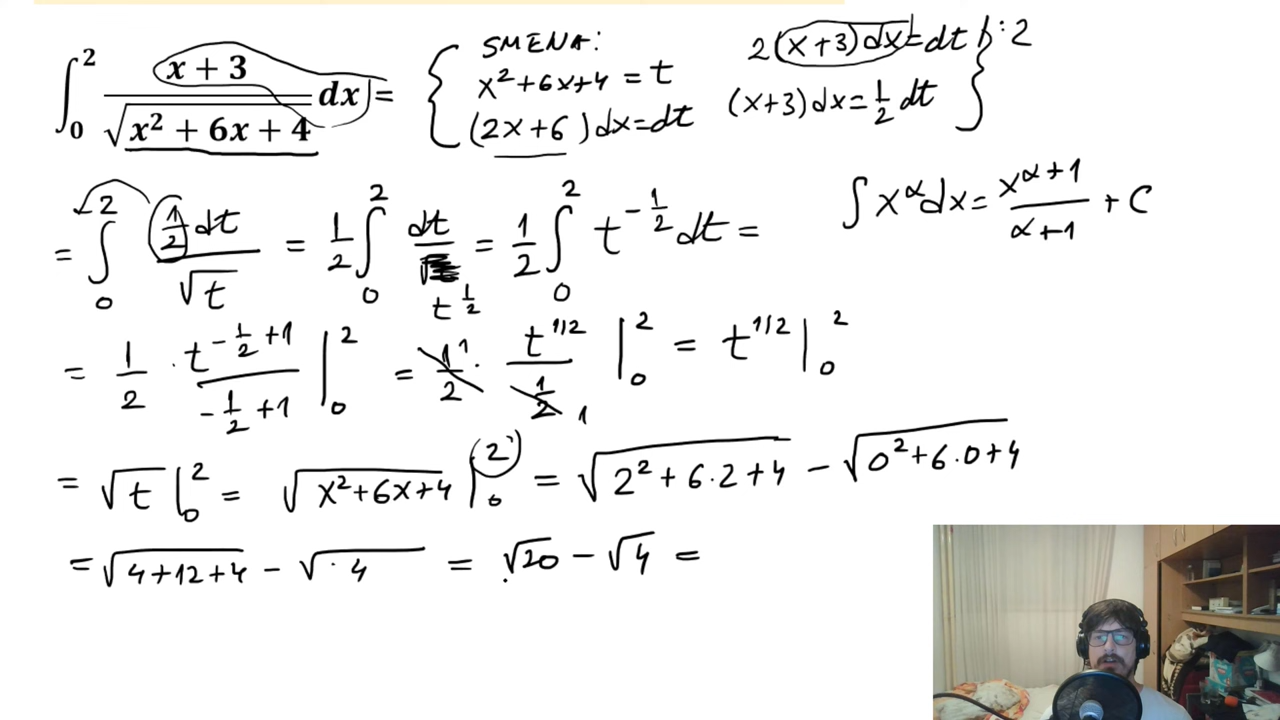 ∫₀² (x + 3)/√(x² + 6x + 4) dx = { SMENA: 2(x+3)dx=dt /:2
x²+6x+4 = t (x+3)dx = 1/2 dt }
(2x+6)dx=dt
= ∫₀² (1/2 dt)/√t = 1/2 ∫₀² dt/t^(1/2) = 1/2 ∫₀² t^(-1/2) dt = ∫x^α dx = x^(α+1)/(α+1) + C
= 1/2 · t^(-1/2+1)/(-1/2+1) |₀² = 1/2 · t^(1/2)/(1/2) |₀² = t^(1/2) |₀²
= √t |₀² = √(x²+6x+4) |₀² = √(2²+6·2+4) − √(0²+6·0+4)
= √(4+12+4) − √4 = √20 − √4 =